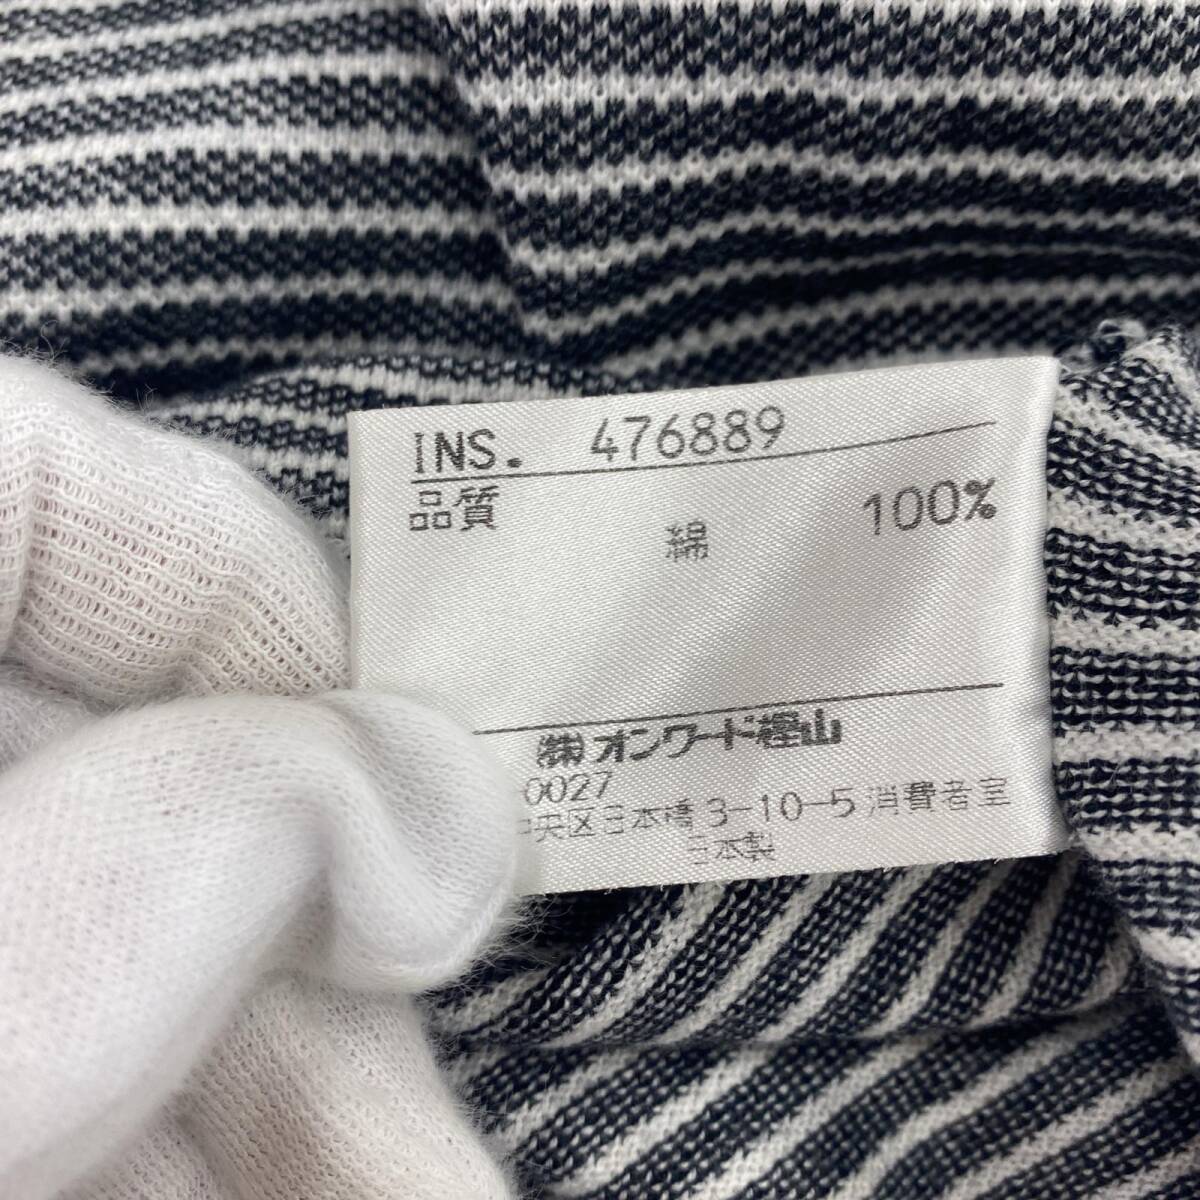 INS. 476889
品質
綿 100%
㈱オンワード樫山
0027
中央区日本橋3-10-5消費者室
日本製